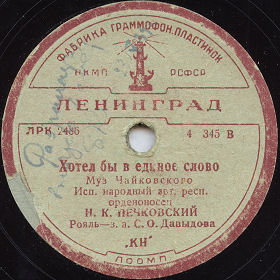 ФАБРИКА ГРАММОФОН. ПЛАСТИНОК
НКМП РСФСР
ЛЕНИНГРАД
ЛРК 2485 4 345 В
Хотел бы в единое слово
Муз Чайковского
Исп. народный арт. респ.
орденоносец
Н. К. ПЕЧКОВСКИЙ
Рояль—з. а. С. О. Давыдова
„КН"
ЛООМП